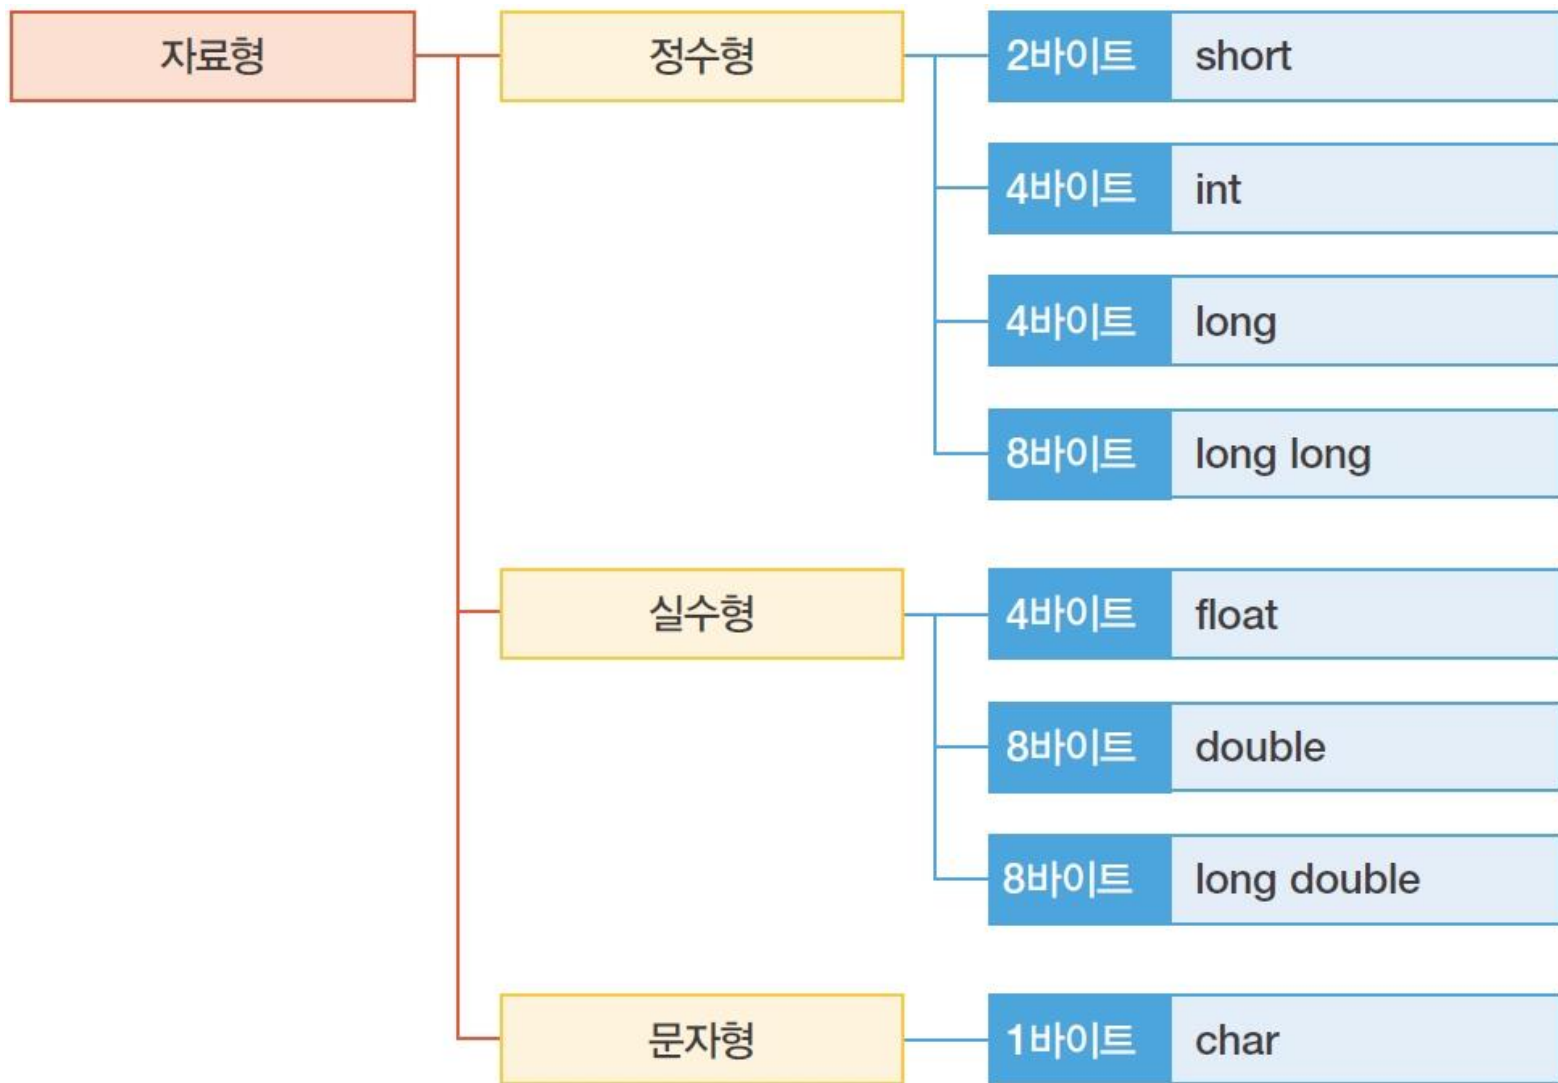 자료형
정수형
2바이트 short
4바이트 int
4바이트 long
8바이트 long long
실수형
4바이트 float
8바이트 double
8바이트 long double
문자형
1바이트 char